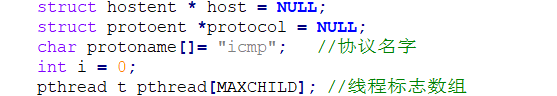 struct hostent * host = NULL;
struct protoent *protocol = NULL;
char protoname[]= "icmp";   //协议名字
int i = 0;
pthread t pthread[MAXCHILD]; //线程标志数组